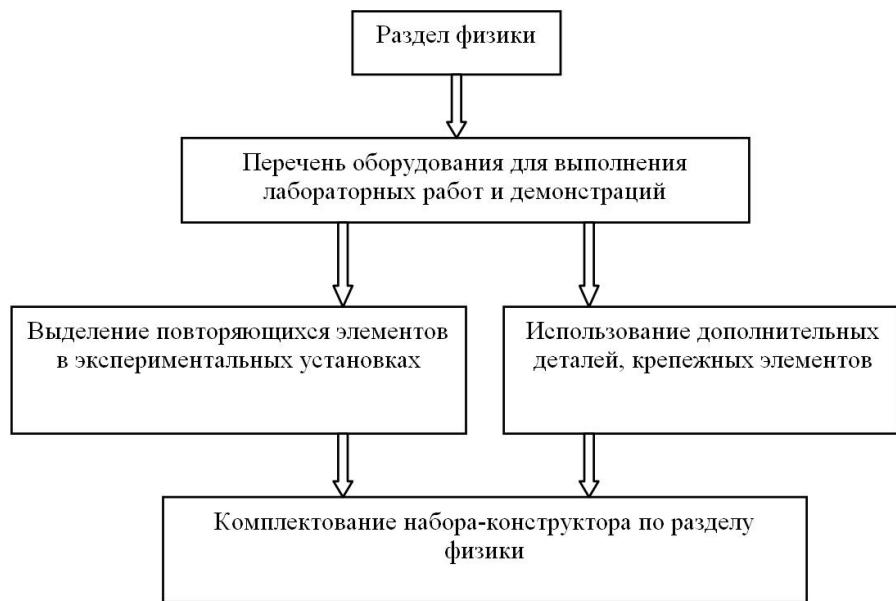 Раздел физики
Перечень оборудования для выполнения
лабораторных работ и демонстраций
Выделение повторяющихся элементов
в экспериментальных установках
Использование дополнительных
деталей, крепежных элементов
Комплектование набора-конструктора по разделу
физики